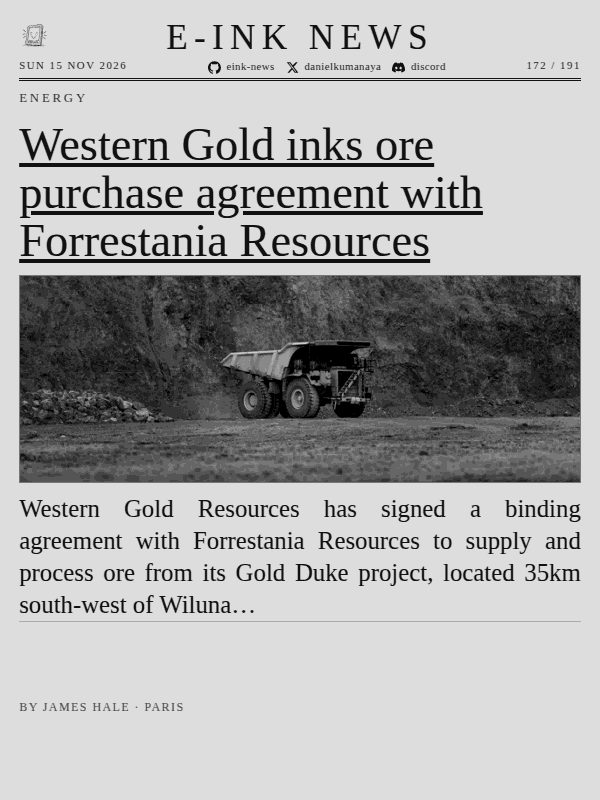 E-INK NEWS
SUN 15 NOV 2026
eink-news
danielkumanaya
discord
172 / 191
ENERGY
Western Gold inks ore
purchase agreement with
Forrestania Resources
Western Gold Resources has signed a binding
agreement with Forrestania Resources to supply and
process ore from its Gold Duke project, located 35km
south-west of Wiluna…
BY JAMES HALE · PARIS